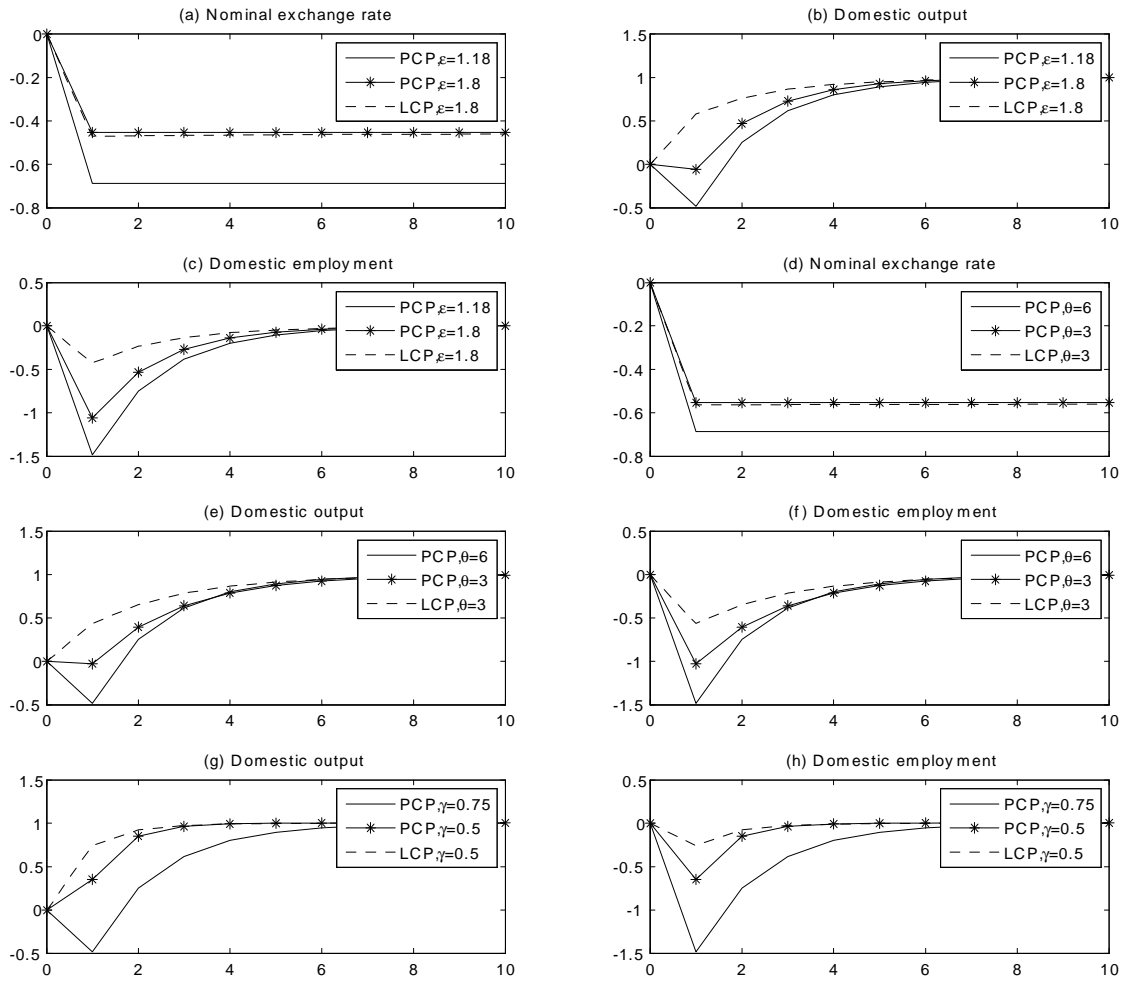 (a) Nominal exchange rate
0
-0.2
-0.4
-0.6
-0.8
0 2 4 6 8 10
PCP,ε=1.18
PCP,ε=1.8
LCP,ε=1.8
(b) Domestic output
1.5
1
0.5
0
-0.5
0 2 4 6 8 10
PCP,ε=1.18
PCP,ε=1.8
LCP,ε=1.8
(c) Domestic employment
0.5
0
-0.5
-1
-1.5
0 2 4 6 8 10
PCP,ε=1.18
PCP,ε=1.8
LCP,ε=1.8
(d) Nominal exchange rate
0
-0.2
-0.4
-0.6
-0.8
0 2 4 6 8 10
PCP,θ=6
PCP,θ=3
LCP,θ=3
(e) Domestic output
1.5
1
0.5
0
-0.5
0 2 4 6 8 10
PCP,θ=6
PCP,θ=3
LCP,θ=3
(f) Domestic employment
0.5
0
-0.5
-1
-1.5
0 2 4 6 8 10
PCP,θ=6
PCP,θ=3
LCP,θ=3
(g) Domestic output
1.5
1
0.5
0
-0.5
0 2 4 6 8 10
PCP,γ=0.75
PCP,γ=0.5
LCP,γ=0.5
(h) Domestic employment
0.5
0
-0.5
-1
-1.5
0 2 4 6 8 10
PCP,γ=0.75
PCP,γ=0.5
LCP,γ=0.5